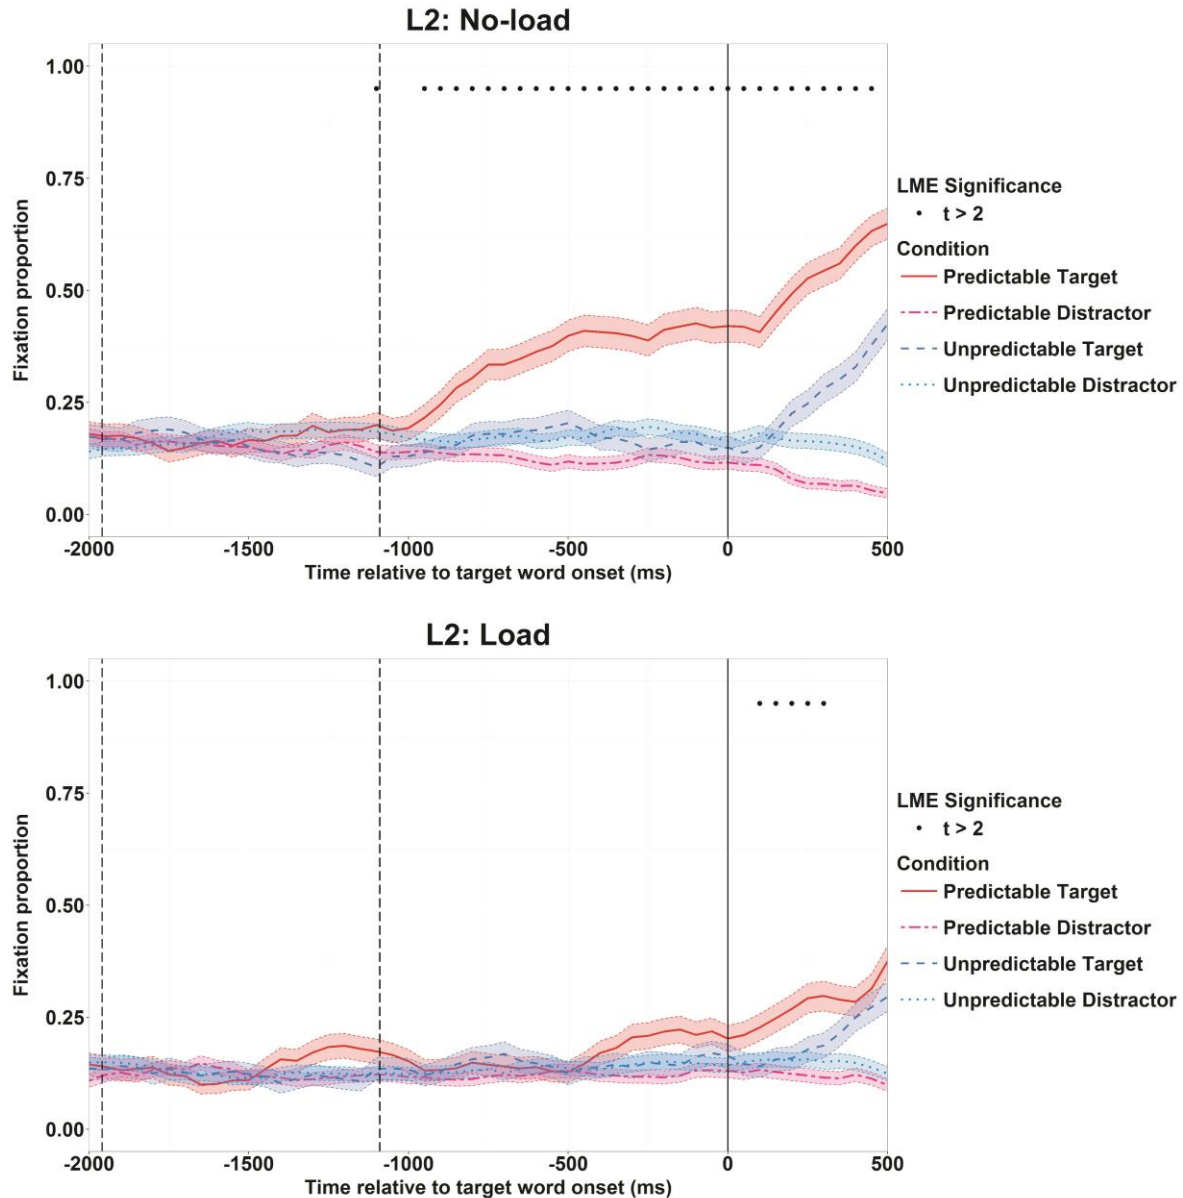 L2: No-load
1.00
0.75
0.50
0.25
0.00
Fixation proportion
-2000 -1500 -1000 -500 0 500
Time relative to target word onset (ms)
LME Significance
t > 2
Condition
Predictable Target
Predictable Distractor
Unpredictable Target
Unpredictable Distractor
L2: Load
1.00
0.75
0.50
0.25
0.00
Fixation proportion
-2000 -1500 -1000 -500 0 500
Time relative to target word onset (ms)
LME Significance
t > 2
Condition
Predictable Target
Predictable Distractor
Unpredictable Target
Unpredictable Distractor